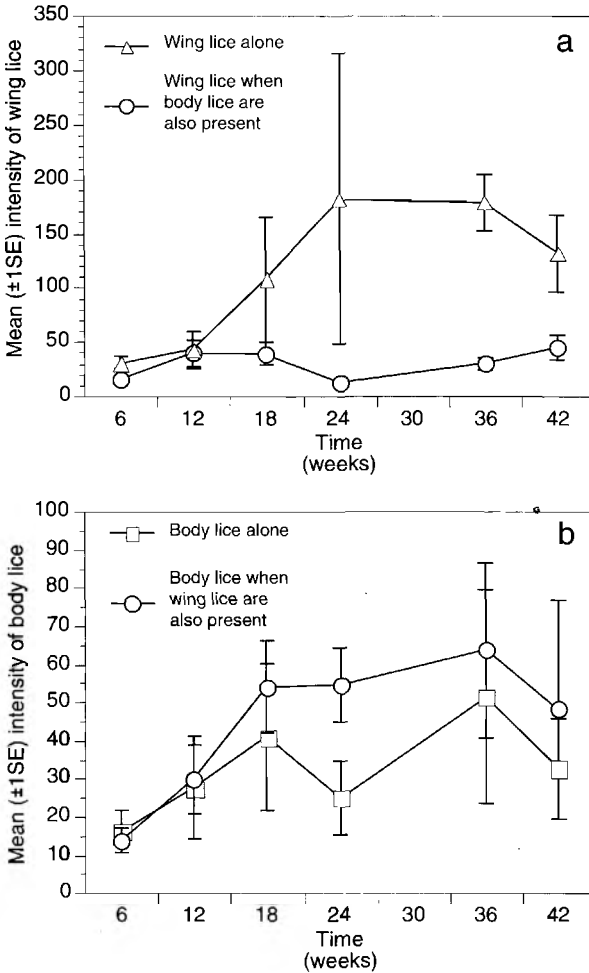 a
Wing lice alone
Wing lice when
body lice are
also present
Mean (±1SE) intensity of wing lice
350
300
250
200
150
100
50
0
6 12 18 24 30 36 42
Time
(weeks)
b
Body lice alone
Body lice when
wing lice are
also present
Mean (±1SE) intensity of body lice
100
90
80
70
60
50
40
30
20
10
0
6 12 18 24 30 36 42
Time
(weeks)